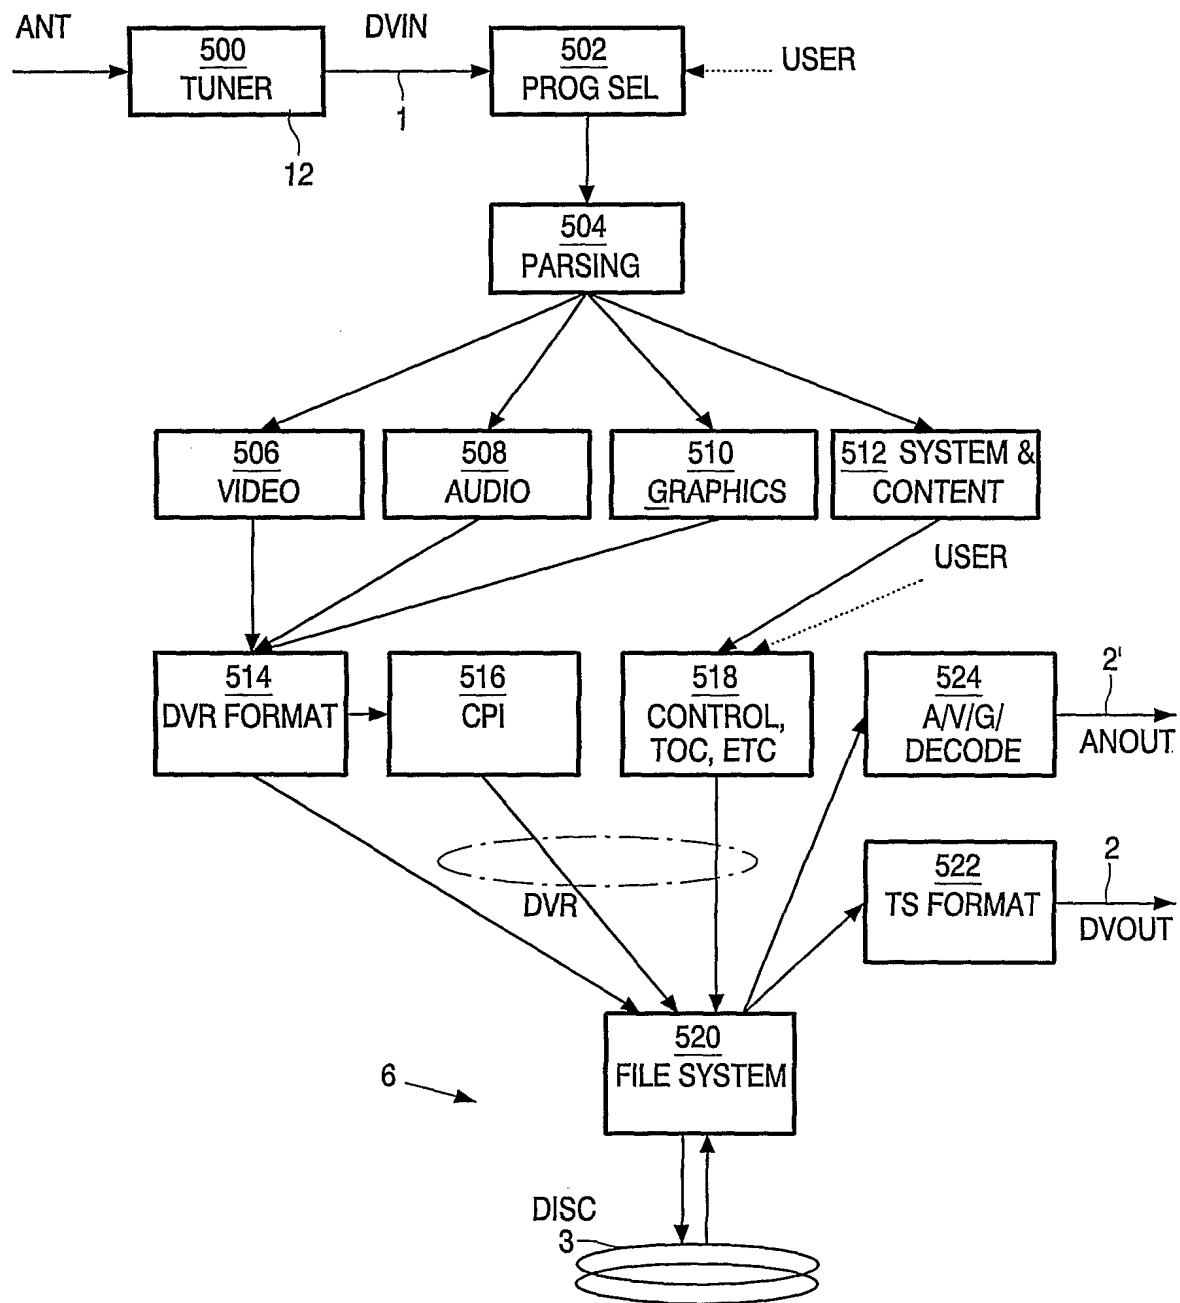 ANT
500
TUNER
12
DVIN
1
502
PROG SEL
USER
504
PARSING
506
VIDEO
508
AUDIO
510
GRAPHICS
512 SYSTEM &
CONTENT
USER
514
DVR FORMAT
516
CPI
518
CONTROL,
TOC, ETC
524
A/V/G/
DECODE
2'
ANOUT
522
TS FORMAT
2
DVOUT
DVR
520
FILE SYSTEM
6
DISC
3